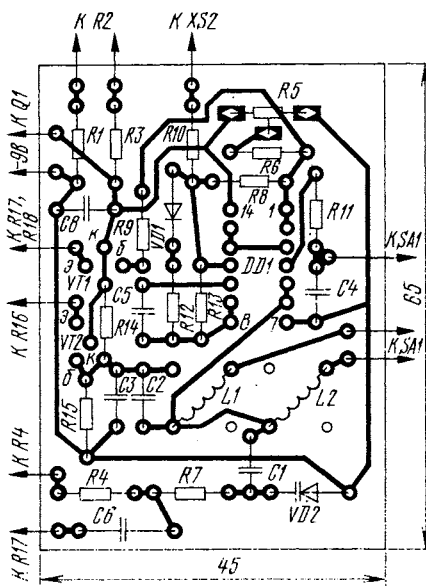 К R2
К XS2
К Q1
-9В
К R17,
R18
К R16
К R4
К R17
R1
R3
R10
R5
R6
R8
R11
C8
R9
VD1
14
1
К
б
Э
VT1
C5
DD1
К SA1
Э
R14
R12
R13
8
7
C4
VT2
К
б
К SA1
C3
C2
L1
L2
R15
R4
R7
C1
VD2
C6
65
45